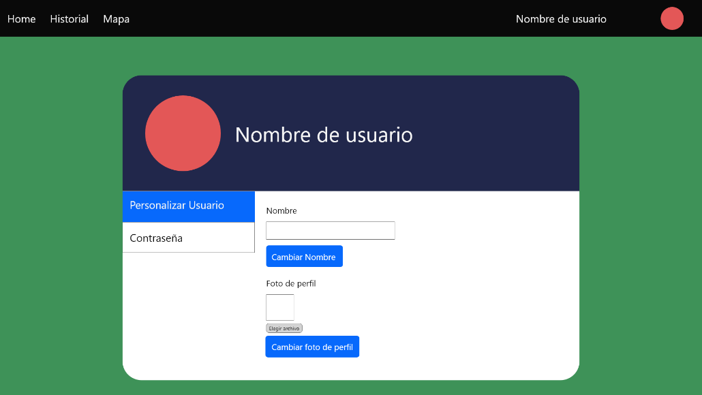 Home Historial Mapa Nombre de usuario
Nombre de usuario
Personalizar Usuario
Contraseña
Nombre
Cambiar Nombre
Foto de perfil
Elegir archivo
Cambiar foto de perfil